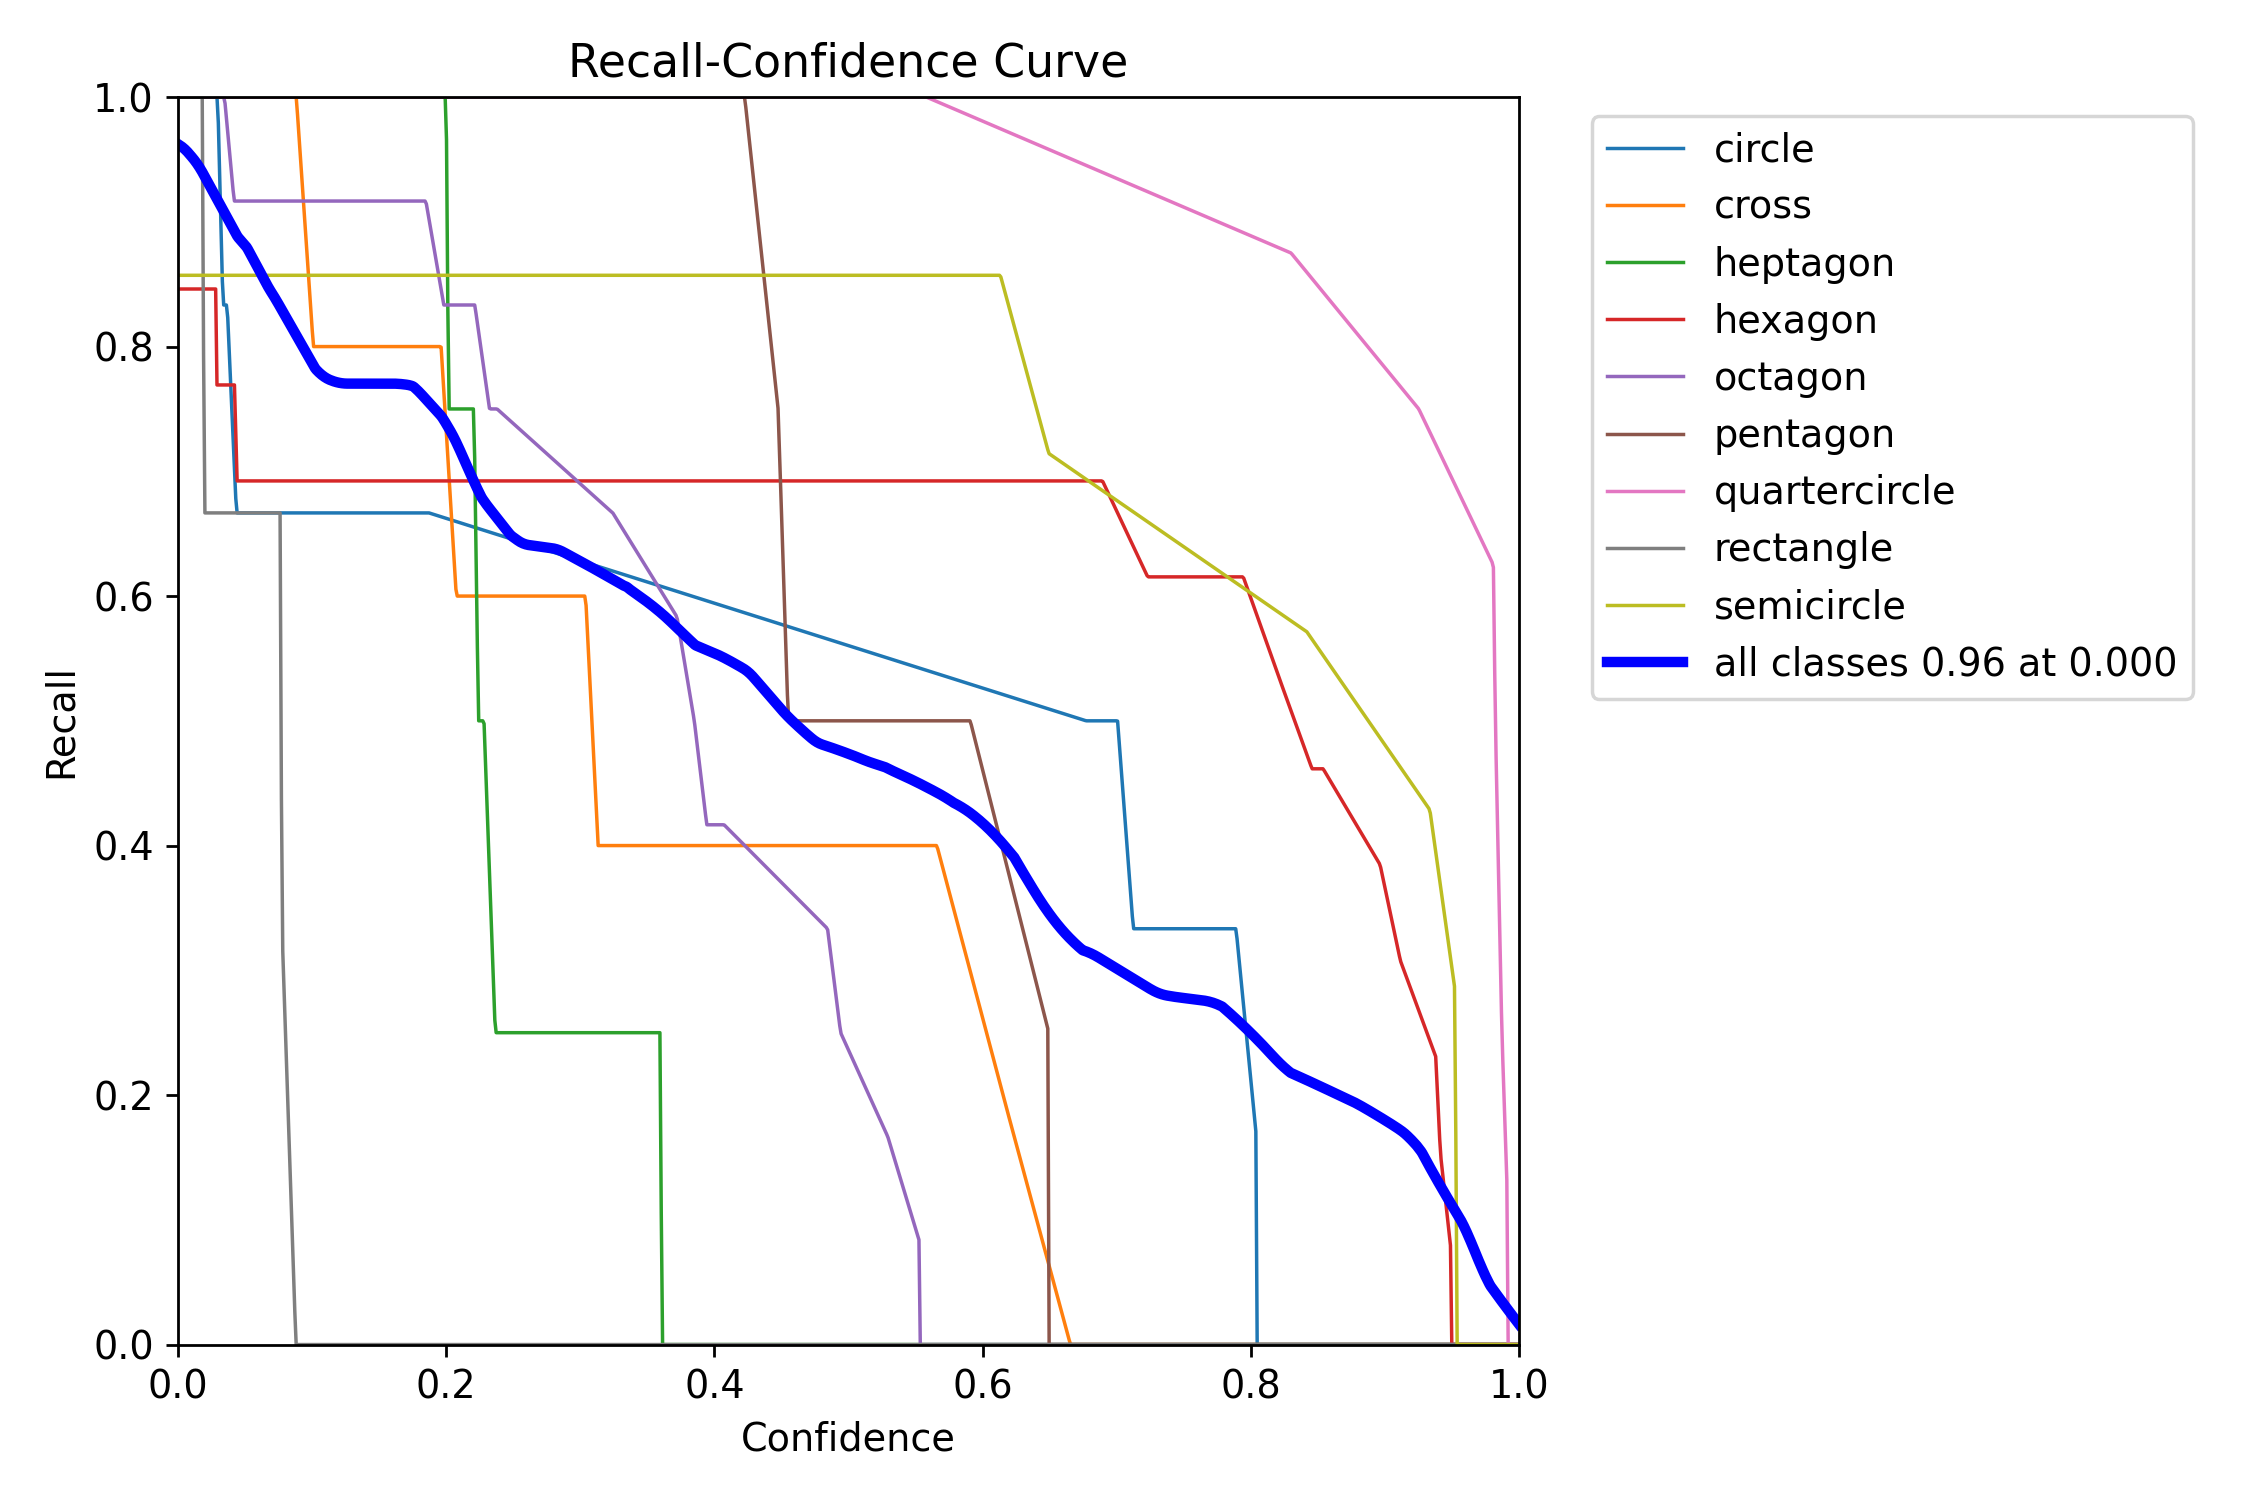 Recall-Confidence Curve
1.0
0.8
0.6
0.4
0.2
0.0
Recall
0.0 0.2 0.4 0.6 0.8 1.0
Confidence
circle
cross
heptagon
hexagon
octagon
pentagon
quartercircle
rectangle
semicircle
all classes 0.96 at 0.000